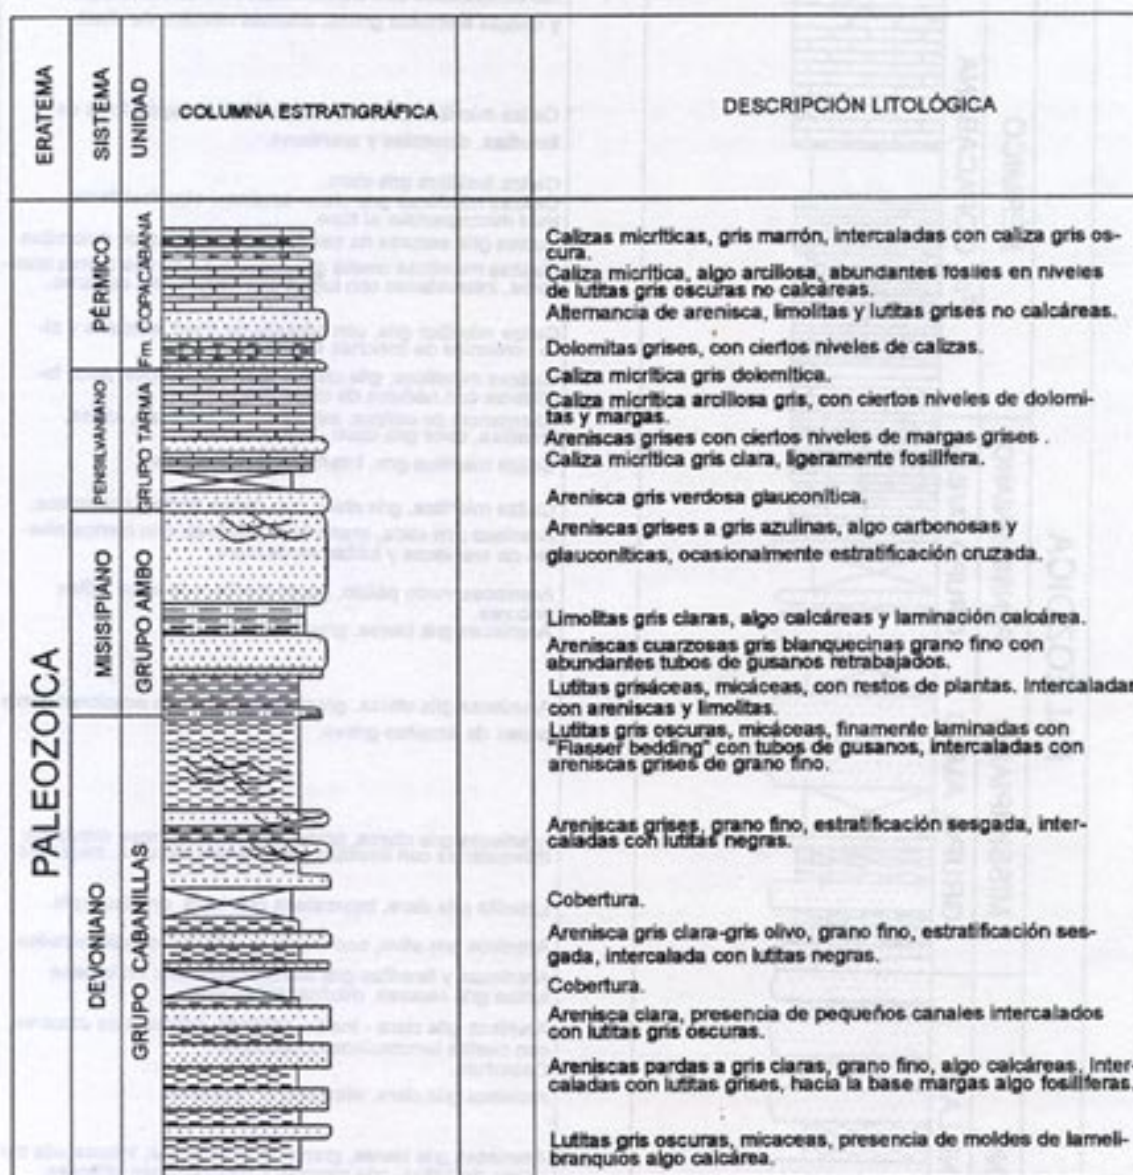 ERATEMA
SISTEMA
UNIDAD
COLUMNA ESTRATIGRÁFICA
DESCRIPCIÓN LITOLÓGICA
PALEOZOICA
PÉRMICO
Fm. COPACABANA
Calizas micríticas, gris marrón, intercaladas con caliza gris os-
cura.
Caliza micrítica, algo arcillosa, abundantes fósiles en niveles
de lutitas gris oscuras no calcáreas.
Alternancia de arenisca, limolitas y lutitas grises no calcáreas.
Dolomitas grises, con ciertos niveles de calizas.
PENSILVANIANO
GRUPO TARMA
Caliza micrítica gris dolomítica.
Caliza micrítica arcillosa gris, con ciertos niveles de dolomi-
tas y margas.
Areniscas grises con ciertos niveles de margas grises .
Caliza micrítica gris clara, ligeramente fosilífera.
Arenisca gris verdosa glauconítica.
MISISIPIANO
GRUPO AMBO
Areniscas grises a gris azulinas, algo carbonosas y
glauconíticas, ocasionalmente estratificación cruzada.
Limolitas gris claras, algo calcáreas y laminación calcárea.
Areniscas cuarzosas gris blanquecinas grano fino con
abundantes tubos de gusanos retrabajados.
Lutitas grisáceas, micáceas, con restos de plantas. Intercaladas
con areniscas y limolitas.
DEVONIANO
GRUPO CABANILLAS
Lutitas gris oscuras, micáceas, finamente laminadas con
"Flasser bedding" con tubos de gusanos, intercaladas con
areniscas grises de grano fino.
Areniscas grises, grano fino, estratificación sesgada, inter-
caladas con lutitas negras.
Cobertura.
Arenisca gris clara-gris olivo, grano fino, estratificación ses-
gada, intercalada con lutitas negras.
Cobertura.
Arenisca clara, presencia de pequeños canales intercalados
con lutitas gris oscuras.
Areniscas pardas a gris claras, grano fino, algo calcáreas, inter-
caladas con lutitas grises, hacia la base margas algo fosilíferas.
Lutitas gris oscuras, micaceas, presencia de moldes de lameli-
branquios algo calcárea.